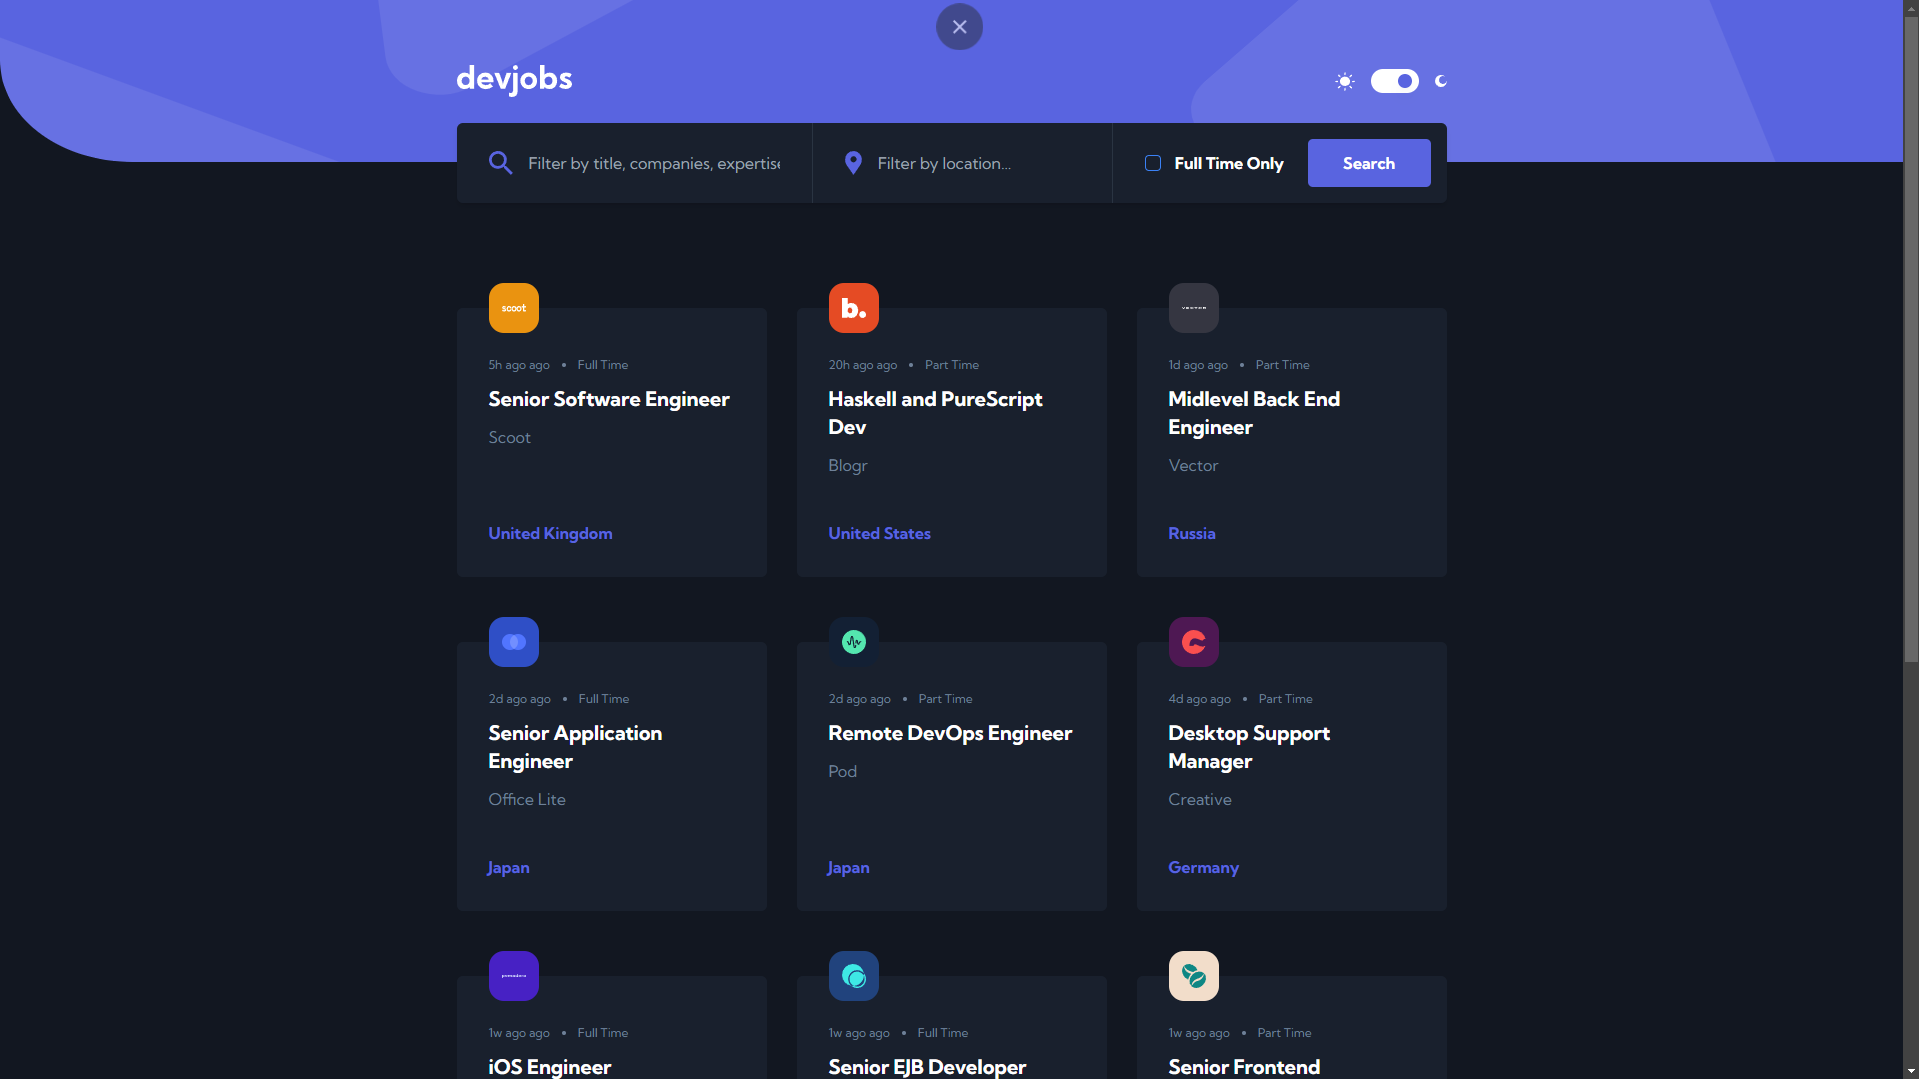 devjobs
Filter by title, companies, expertise
Filter by location...
Full Time Only
Search
scoot
b.
vector
5h ago ago • Full Time
Senior Software Engineer
Scoot
United Kingdom
20h ago ago • Part Time
Haskell and PureScript
Dev
Blogr
United States
1d ago ago • Part Time
Midlevel Back End
Engineer
Vector
Russia
2d ago ago • Full Time
Senior Application
Engineer
Office Lite
Japan
2d ago ago • Part Time
Remote DevOps Engineer
Pod
Japan
4d ago ago • Part Time
Desktop Support
Manager
Creative
Germany
pomodoro
1w ago ago • Full Time
iOS Engineer
1w ago ago • Full Time
Senior EJB Developer
1w ago ago • Part Time
Senior Frontend